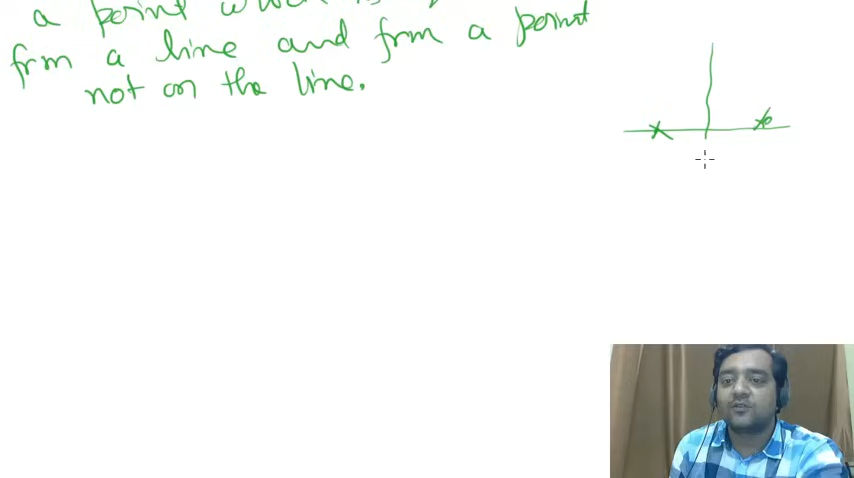 a point
from a line and from a point
not on the line.